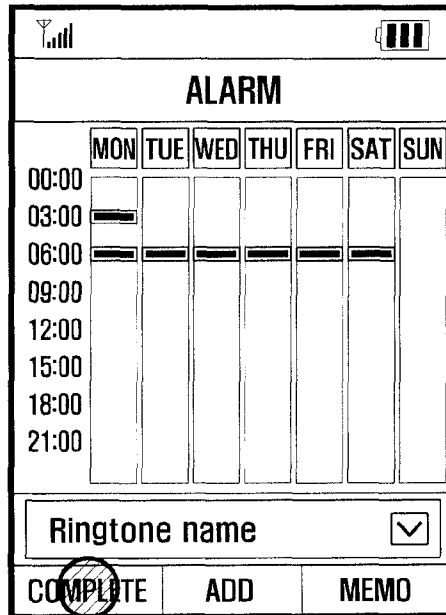 ALARM
MON TUE WED THU FRI SAT SUN
00:00
03:00
06:00
09:00
12:00
15:00
18:00
21:00
Ringtone name
COMPLETE ADD MEMO